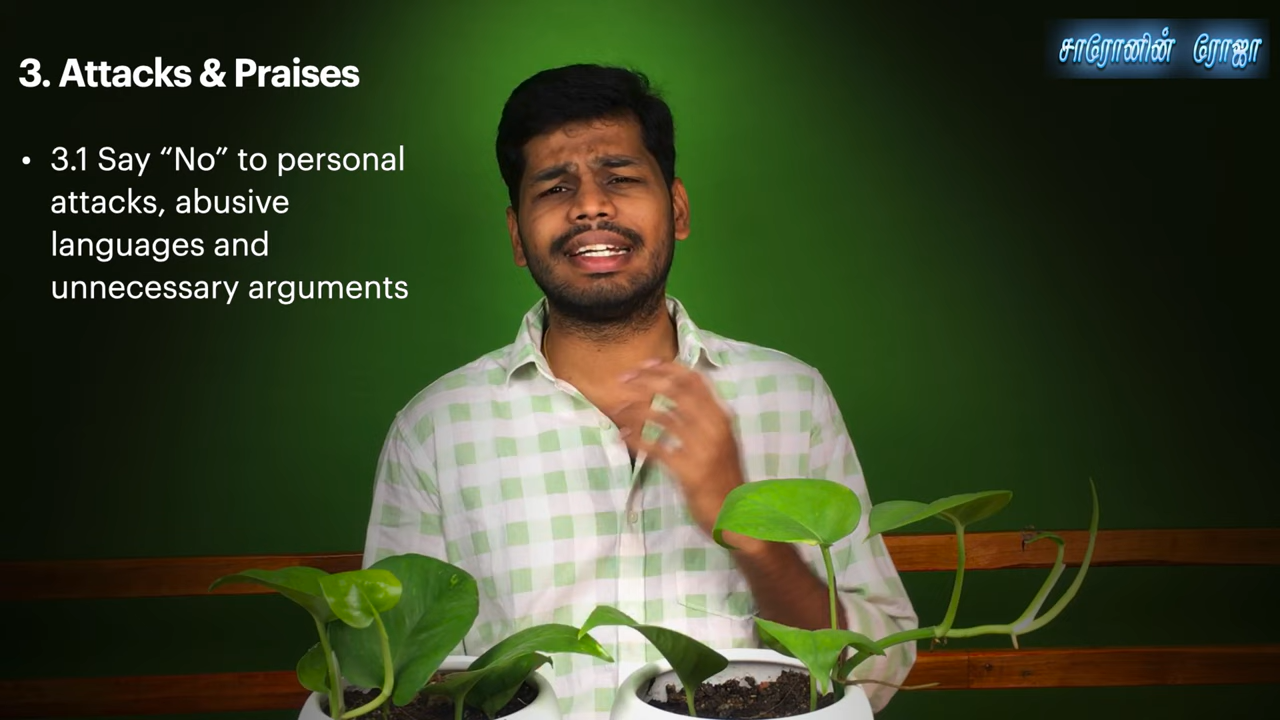 சாரோனின் ரோஜா
3. Attacks & Praises
• 3.1 Say “No” to personal
attacks, abusive
languages and
unnecessary arguments